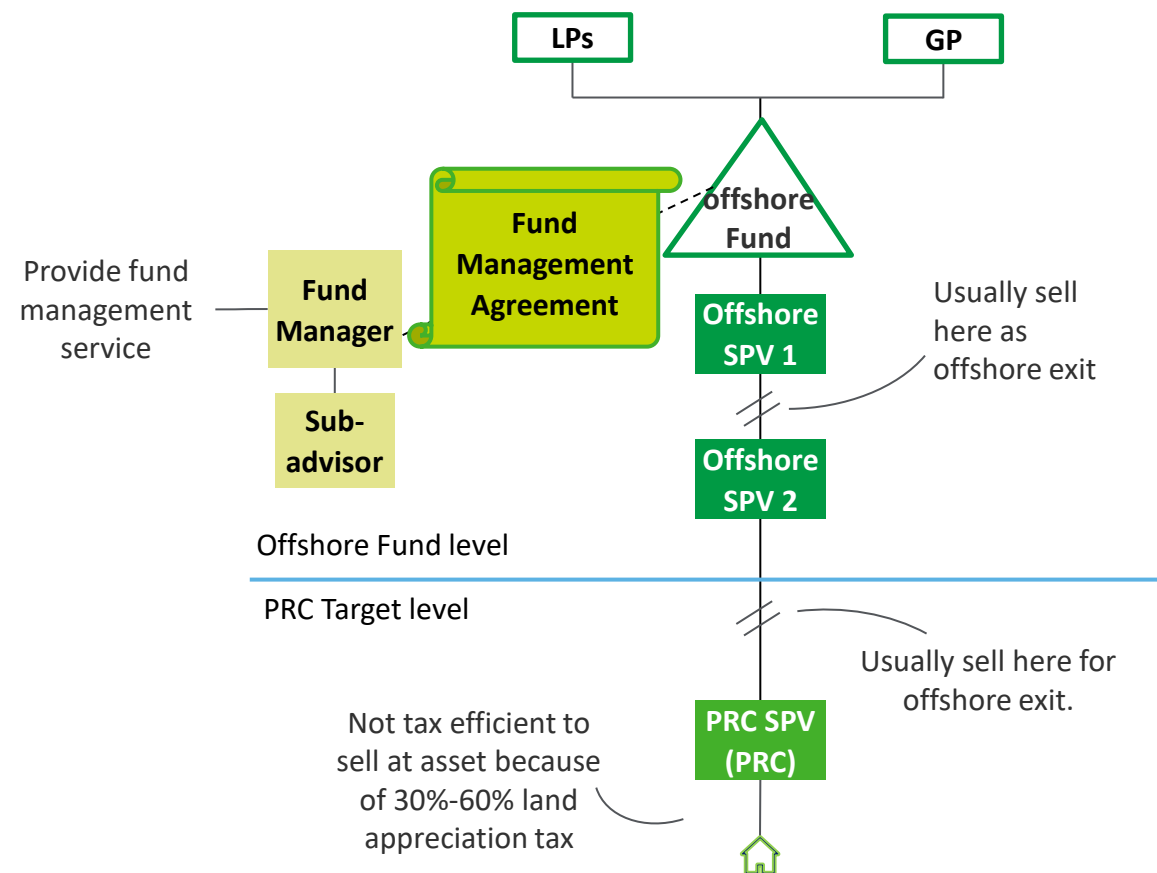 LPs
GP
offshore
Fund
Fund
Management
Agreement
Provide fund
management
service
Fund
Manager
Sub-
advisor
Offshore
SPV 1
Usually sell
here as
offshore exit
Offshore
SPV 2
Offshore Fund level
PRC Target level
Usually sell here for
offshore exit.
Not tax efficient to
sell at asset because
of 30%-60% land
appreciation tax
PRC SPV
(PRC)